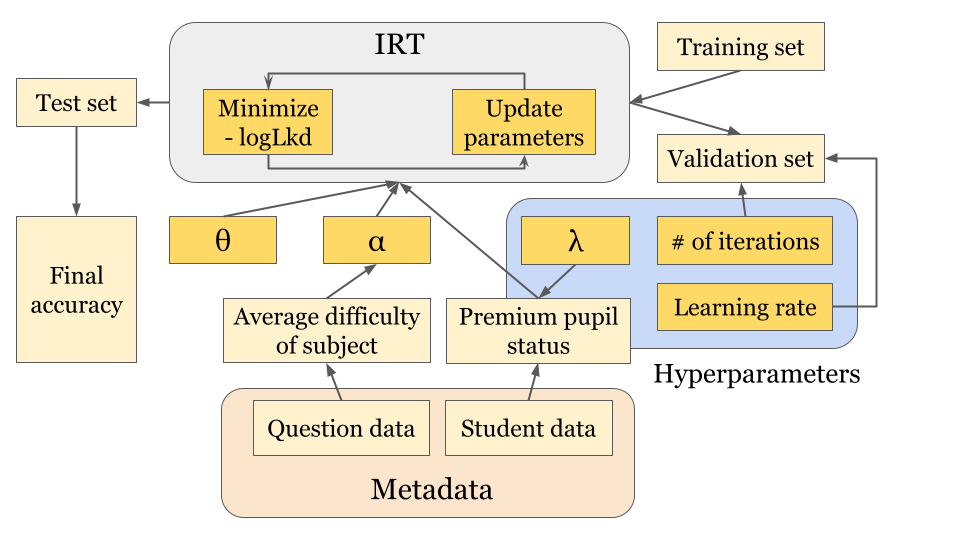 IRT
Training set
Test set
Minimize
- logLkd
Update
parameters
Validation set
θ
α
λ
# of iterations
Final
accuracy
Learning rate
Average difficulty
of subject
Premium pupil
status
Hyperparameters
Question data
Student data
Metadata